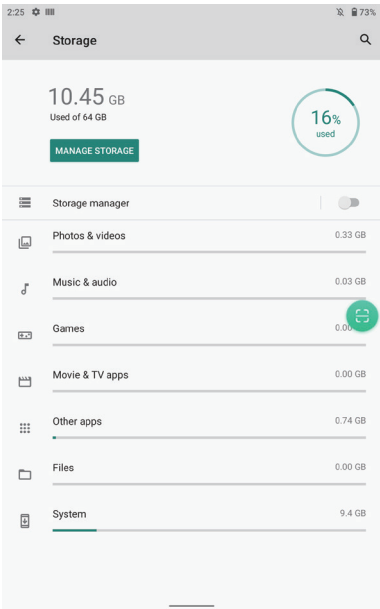 2:25 73%
Storage
10.45 GB
Used of 64 GB
16%
used
MANAGE STORAGE
Storage manager
Photos & videos 0.33 GB
Music & audio 0.03 GB
Games
Movie & TV apps 0.00 GB
Other apps 0.74 GB
Files 0.00 GB
System 9.4 GB